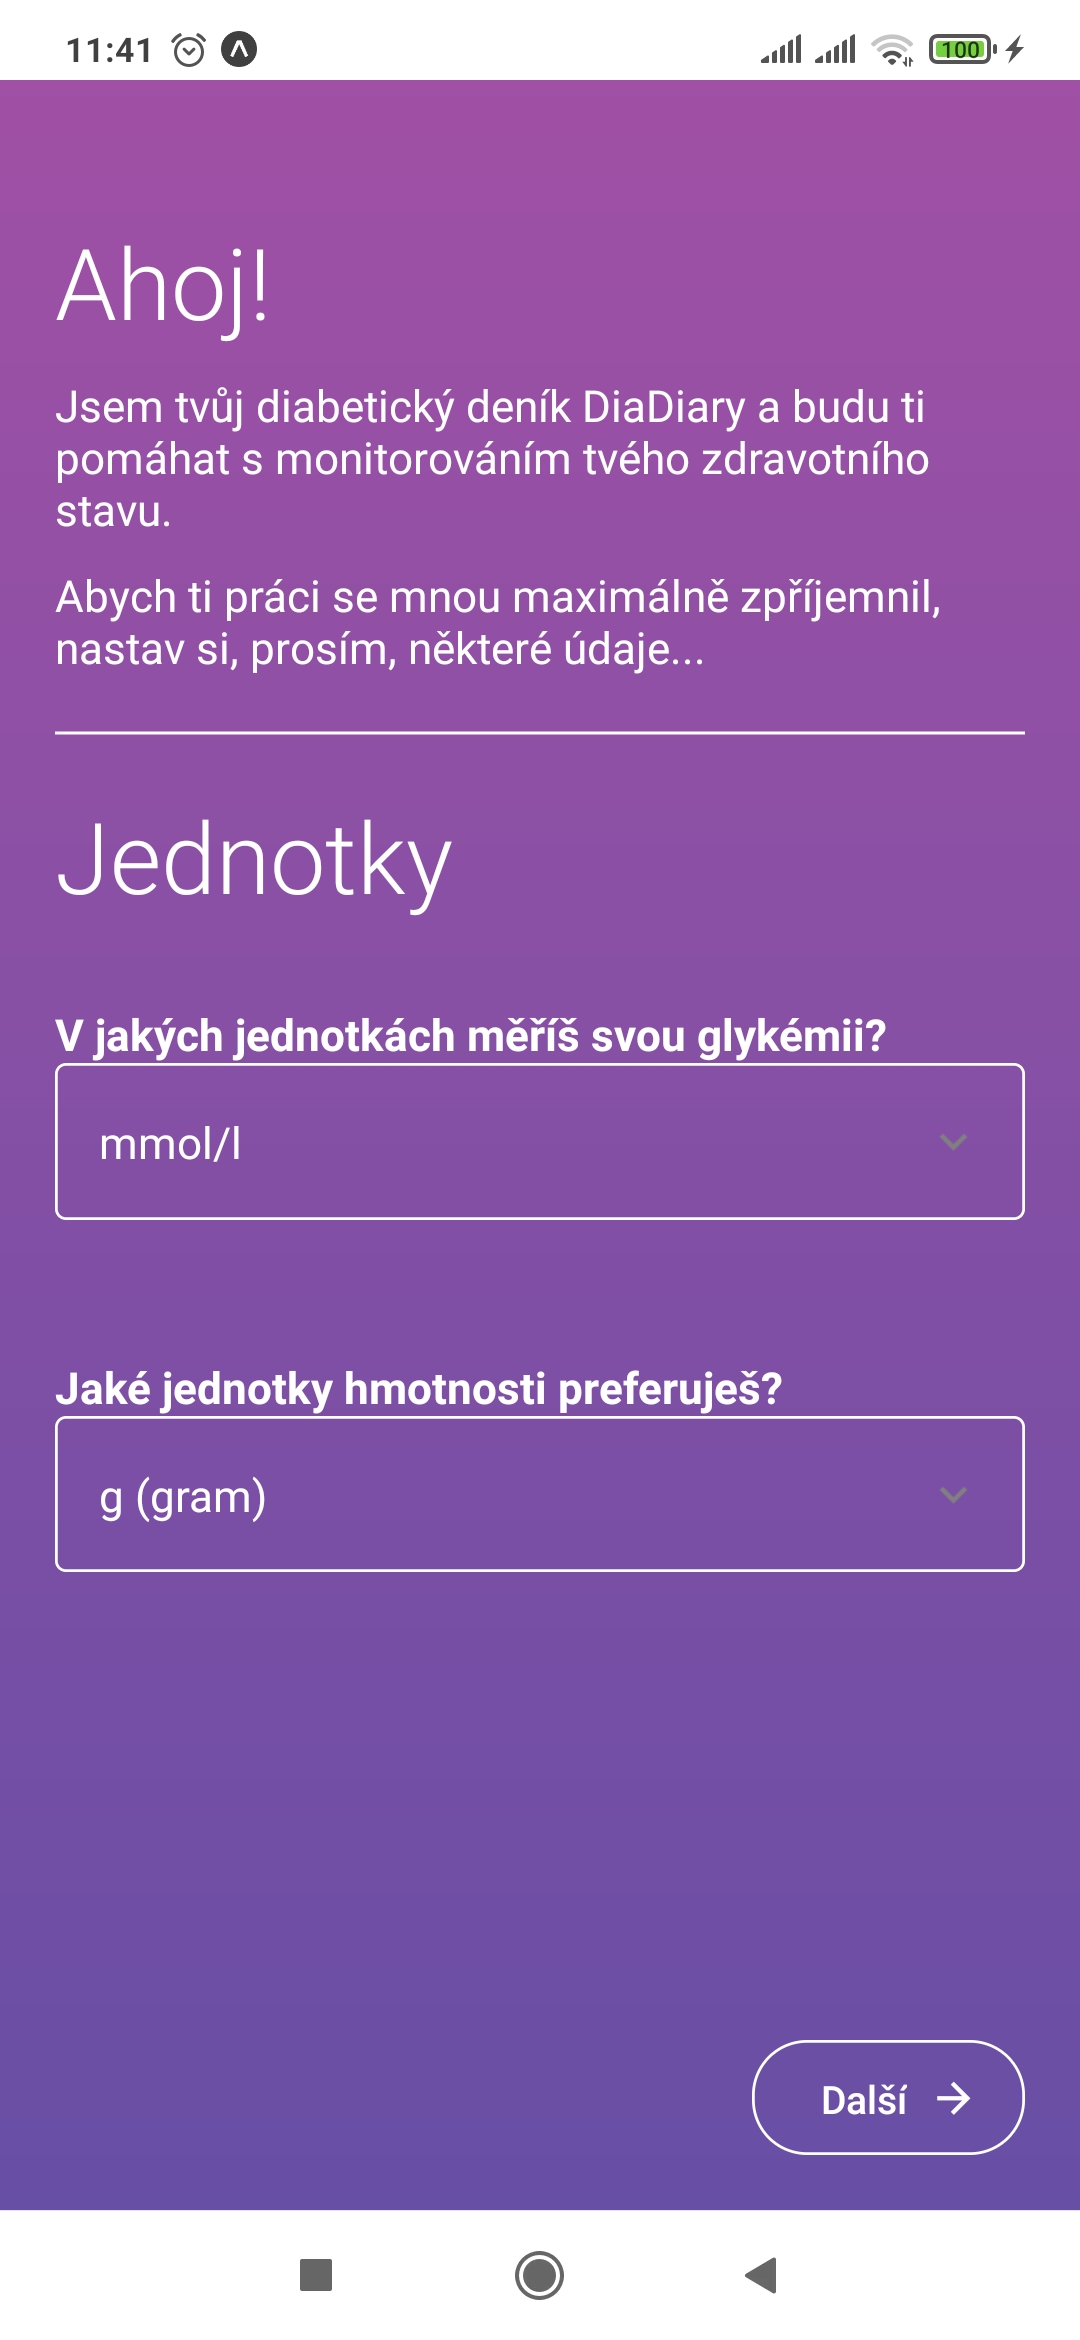 11:41
100
Ahoj!
Jsem tvůj diabetický deník DiaDiary a budu ti
pomáhat s monitorováním tvého zdravotního
stavu.
Abych ti práci se mnou maximálně zpříjemnil,
nastav si, prosím, některé údaje...
Jednotky
V jakých jednotkách měříš svou glykémii?
mmol/l
Jaké jednotky hmotnosti preferuješ?
g (gram)
Další